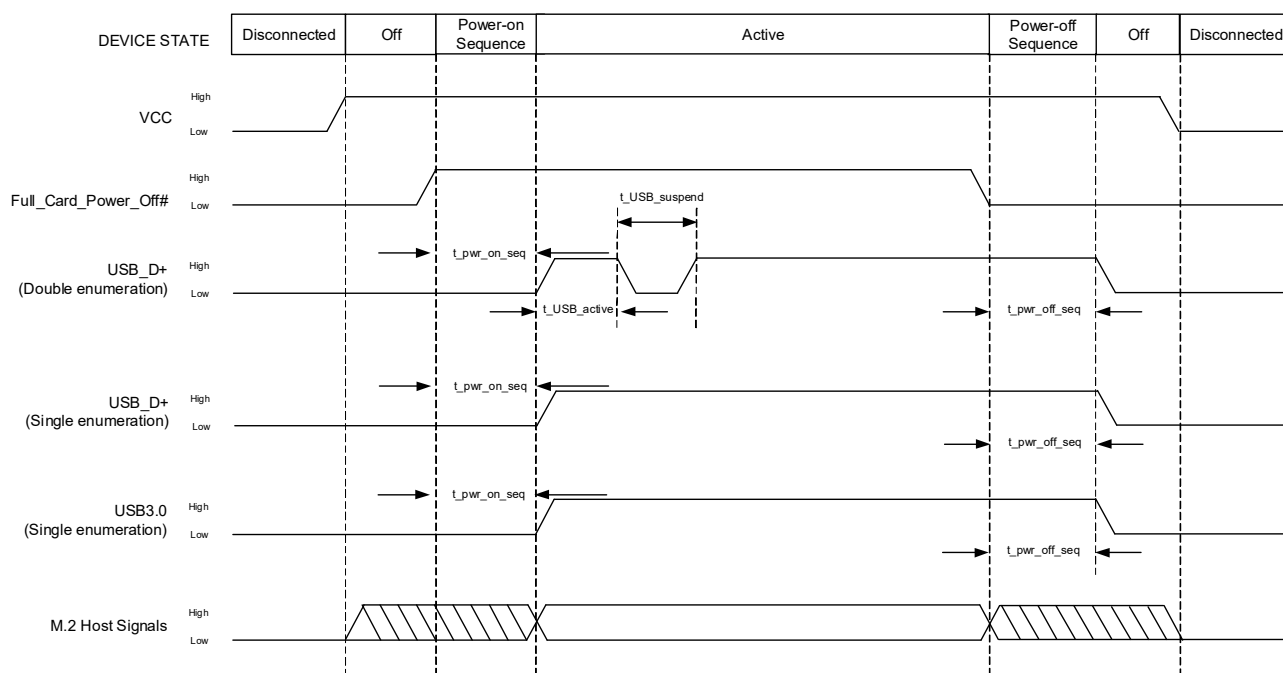 DEVICE STATE
Disconnected
Off
Power-on
Sequence
Active
Power-off
Sequence
Off
Disconnected
VCC
High
Low
Full_Card_Power_Off#
High
Low
t_USB_suspend
USB_D+
(Double enumeration)
High
Low
t_pwr_on_seq
t_USB_active
t_pwr_off_seq
USB_D+
(Single enumeration)
High
Low
t_pwr_on_seq
t_pwr_off_seq
USB3.0
(Single enumeration)
High
Low
t_pwr_on_seq
t_pwr_off_seq
M.2 Host Signals
High
Low